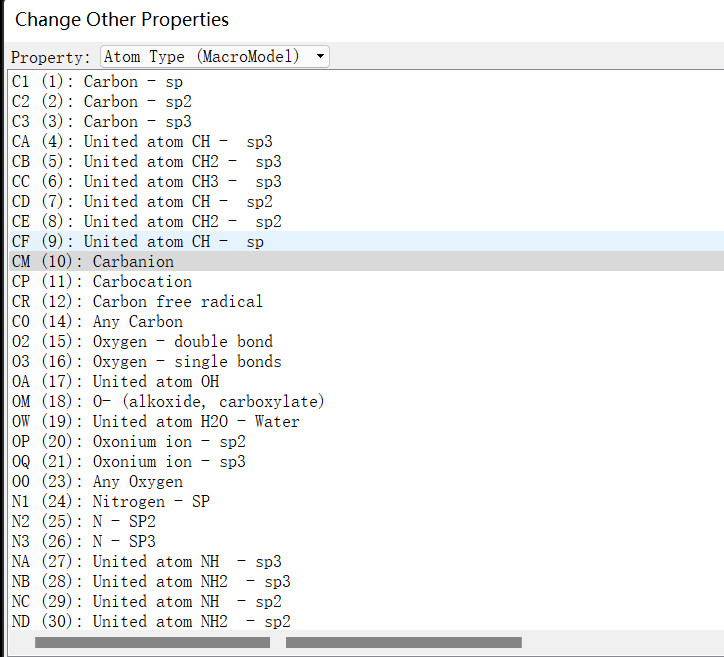 Change Other Properties
Property: Atom Type (MacroModel)
C1 (1): Carbon - sp
C2 (2): Carbon - sp2
C3 (3): Carbon - sp3
CA (4): United atom CH -  sp3
CB (5): United atom CH2 -  sp3
CC (6): United atom CH3 -  sp3
CD (7): United atom CH -  sp2
CE (8): United atom CH2 -  sp2
CF (9): United atom CH -  sp
CM (10): Carbanion
CP (11): Carbocation
CR (12): Carbon free radical
C0 (14): Any Carbon
O2 (15): Oxygen - double bond
O3 (16): Oxygen - single bonds
OA (17): United atom OH
OM (18): O- (alkoxide, carboxylate)
OW (19): United atom H2O - Water
OP (20): Oxonium ion - sp2
OQ (21): Oxonium ion - sp3
O0 (23): Any Oxygen
N1 (24): Nitrogen - SP
N2 (25): N - SP2
N3 (26): N - SP3
NA (27): United atom NH  - sp3
NB (28): United atom NH2  - sp3
NC (29): United atom NH  - sp2
ND (30): United atom NH2  - sp2